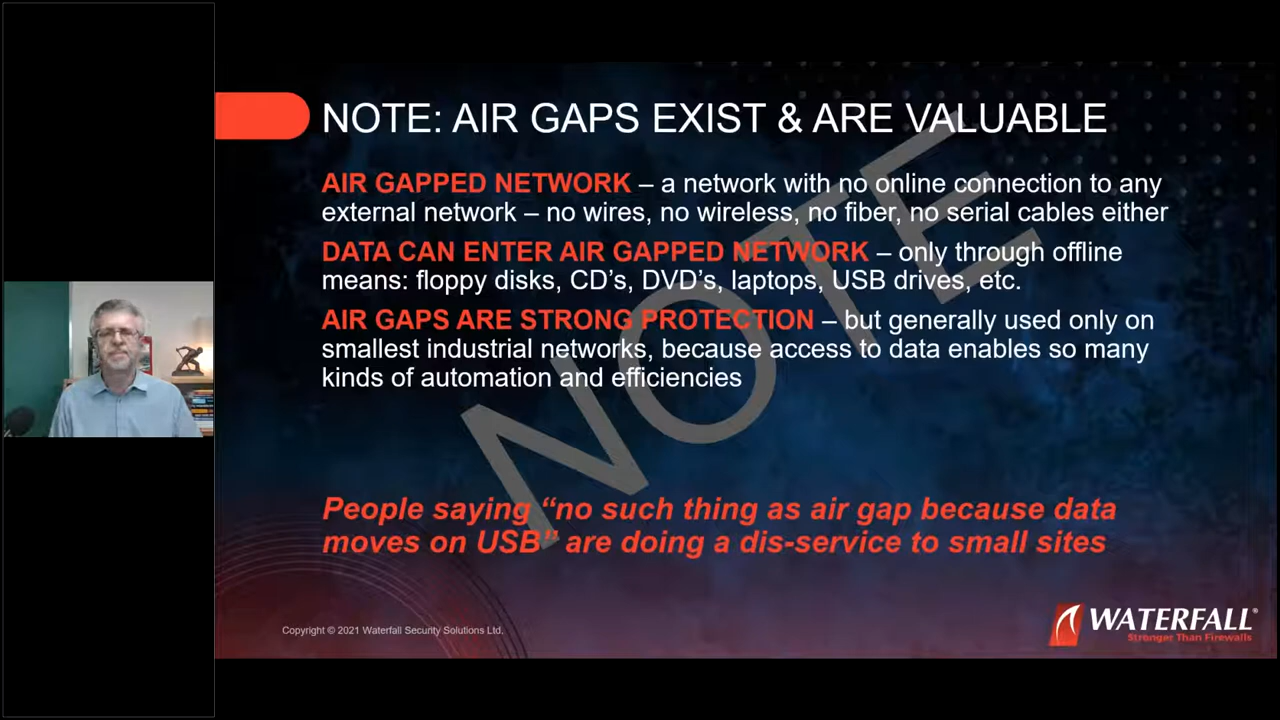 NOTE: AIR GAPS EXIST & ARE VALUABLE
AIR GAPPED NETWORK – a network with no online connection to any
external network – no wires, no wireless, no fiber, no serial cables either
DATA CAN ENTER AIR GAPPED NETWORK – only through offline
means: floppy disks, CD’s, DVD’s, laptops, USB drives, etc.
AIR GAPS ARE STRONG PROTECTION – but generally used only on
smallest industrial networks, because access to data enables so many
kinds of automation and efficiencies
NOTE
People saying “no such thing as air gap because data
moves on USB” are doing a dis-service to small sites
Copyright © 2021 Waterfall Security Solutions Ltd.
WATERFALL®
Stronger Than Firewalls